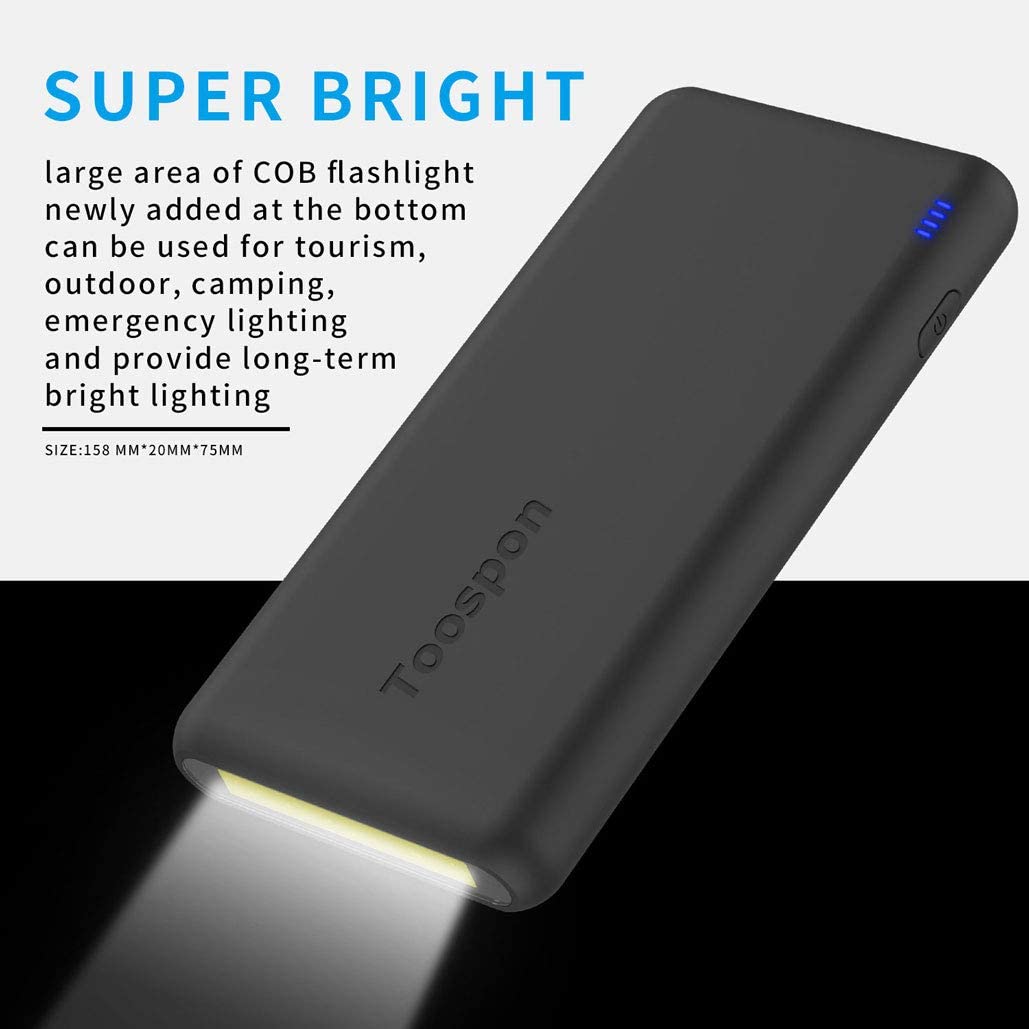 SUPER BRIGHT
large area of COB flashlight
newly added at the bottom
can be used for tourism,
outdoor, camping,
emergency lighting
and provide long-term
bright lighting
SIZE:158 MM*20MM*75MM
Toospon